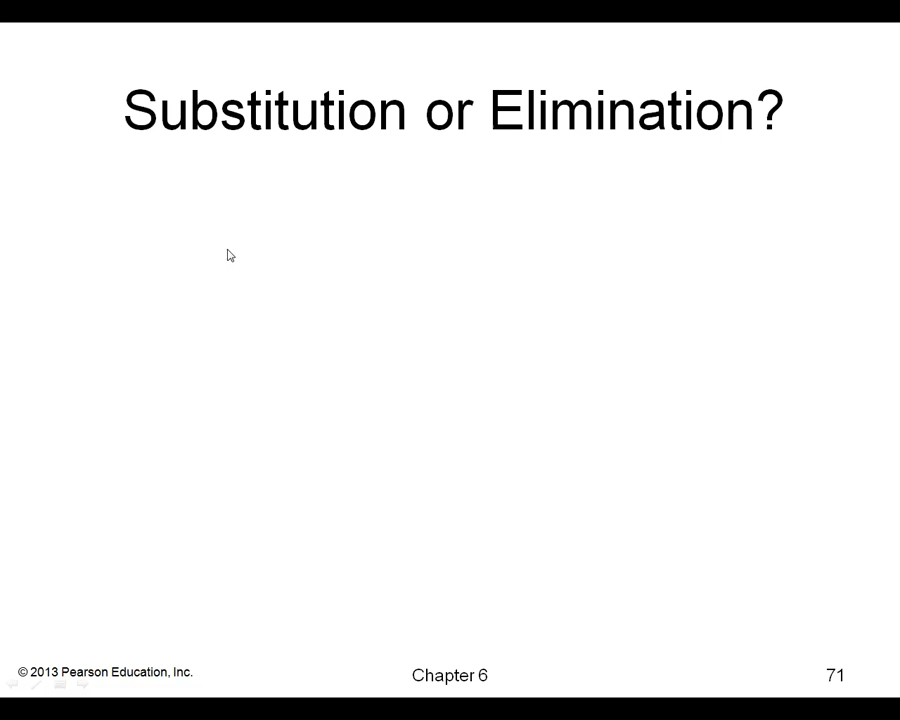 Substitution or Elimination?
© 2013 Pearson Education, Inc.
Chapter 6
71